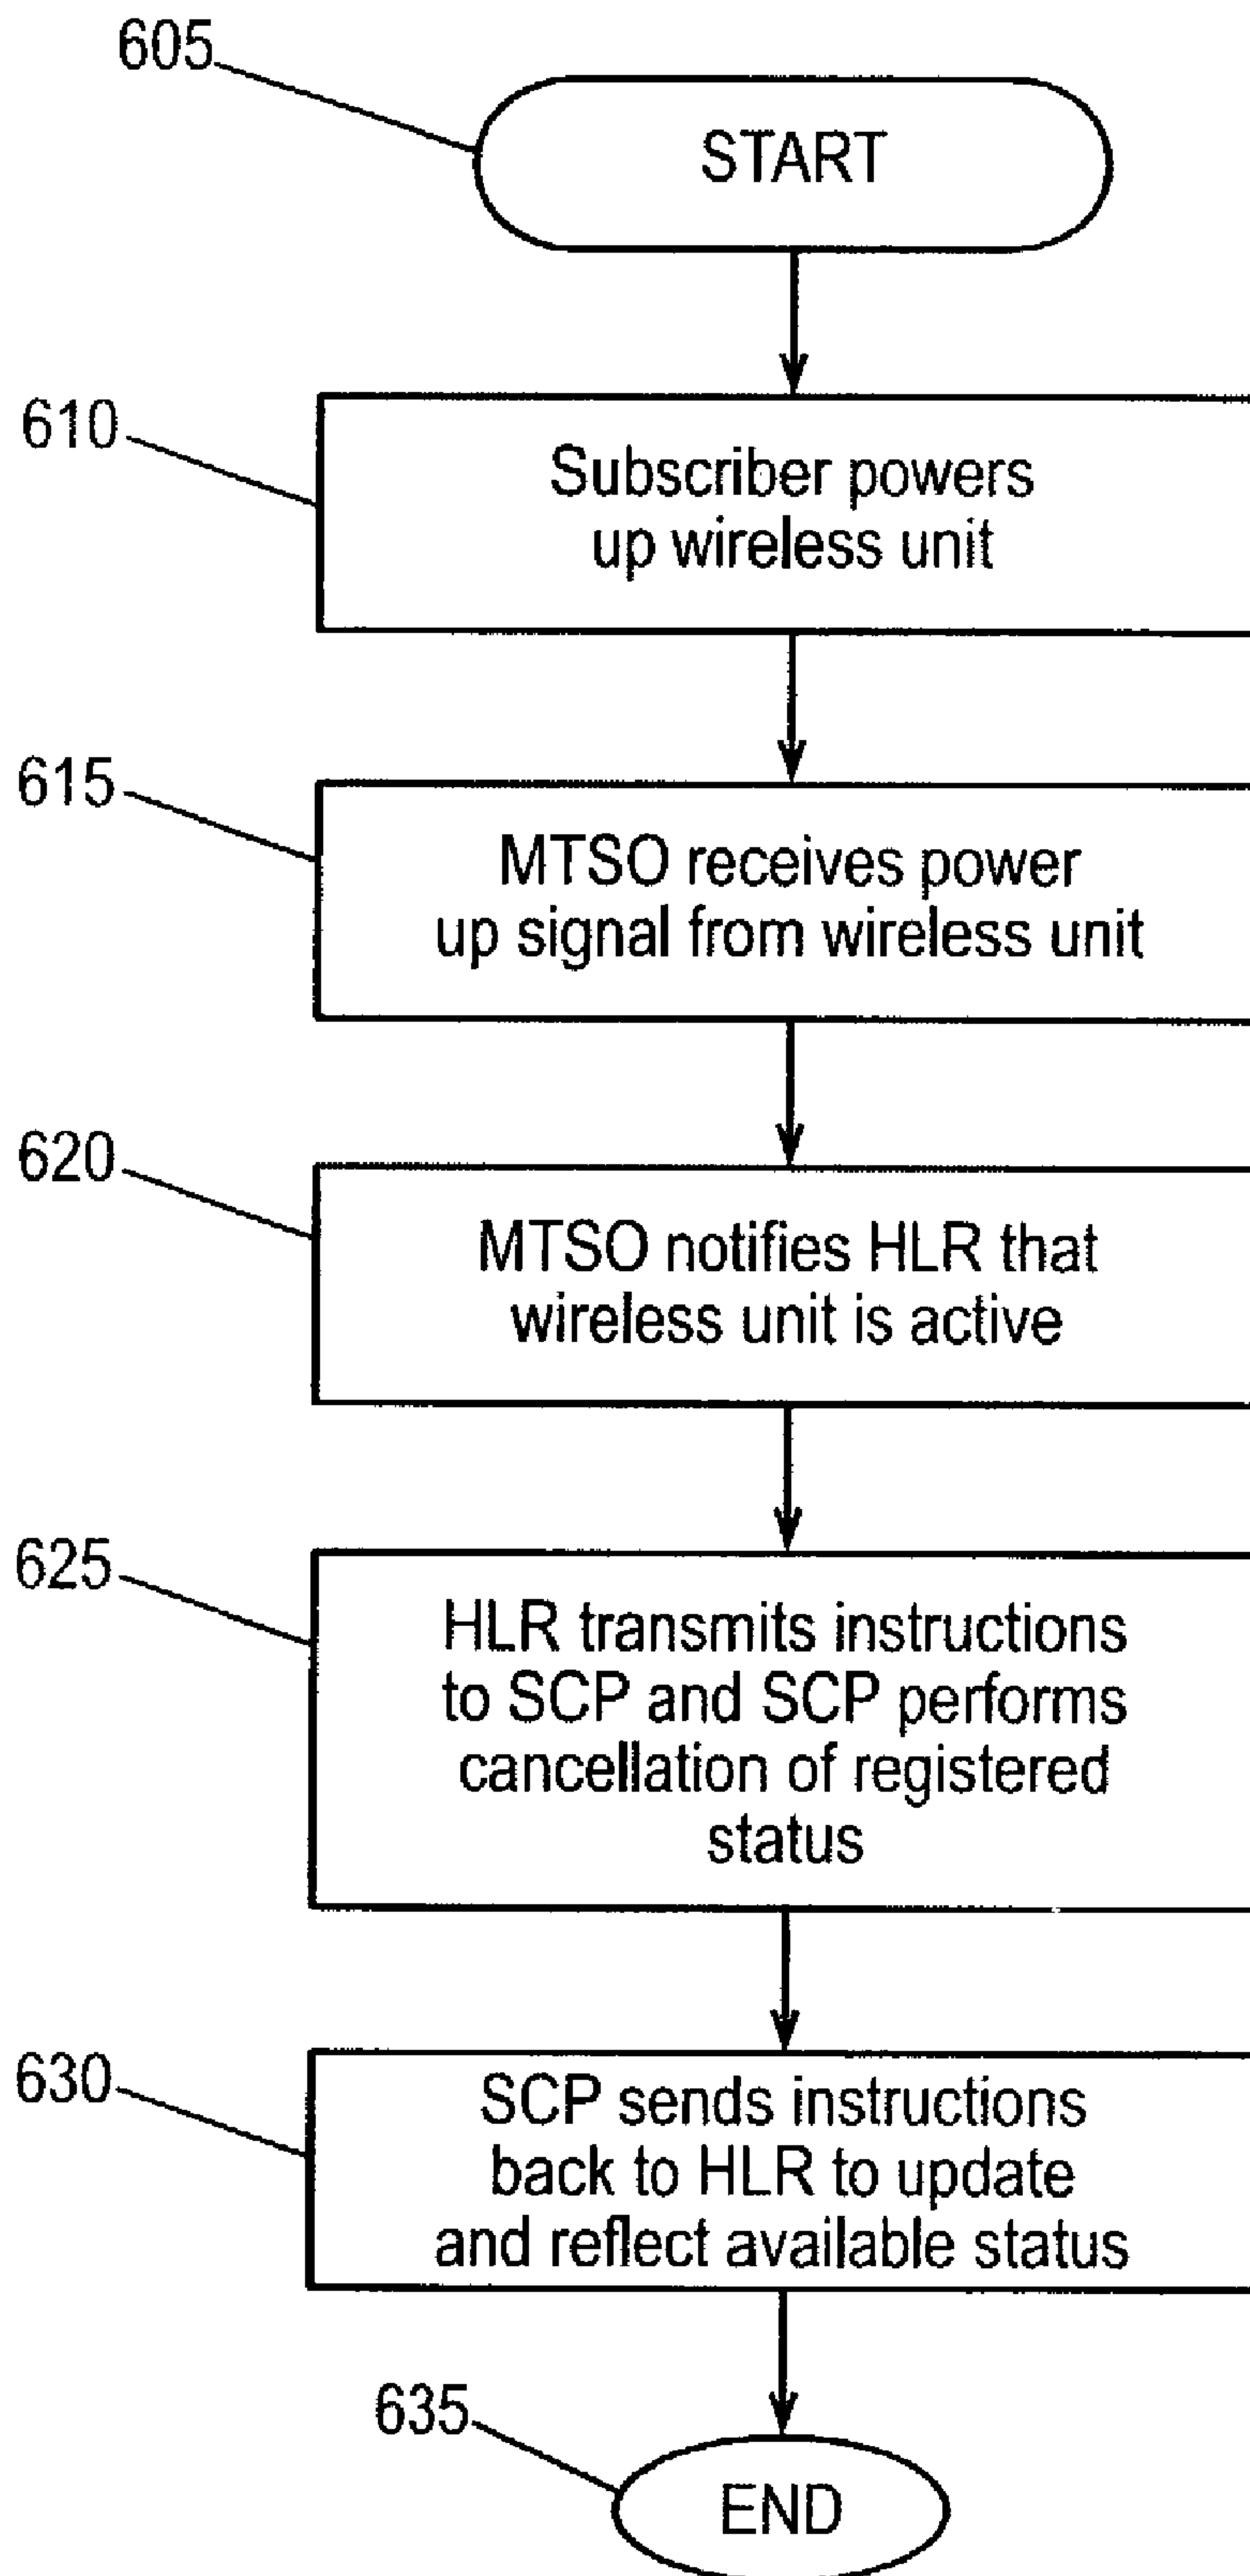 605
START
610
Subscriber powers
up wireless unit
615
MTSO receives power
up signal from wireless unit
620
MTSO notifies HLR that
wireless unit is active
625
HLR transmits instructions
to SCP and SCP performs
cancellation of registered
status
630
SCP sends instructions
back to HLR to update
and reflect available status
635
END